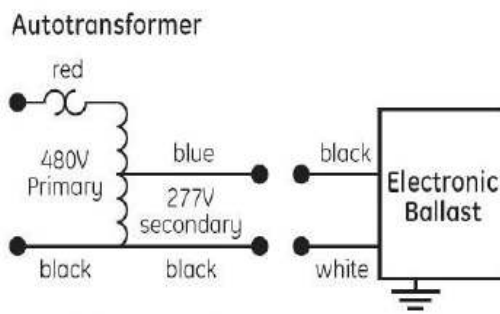 Autotransformer
red
480V
Primary
blue
277V
secondary
black
black
black
white
Electronic
Ballast